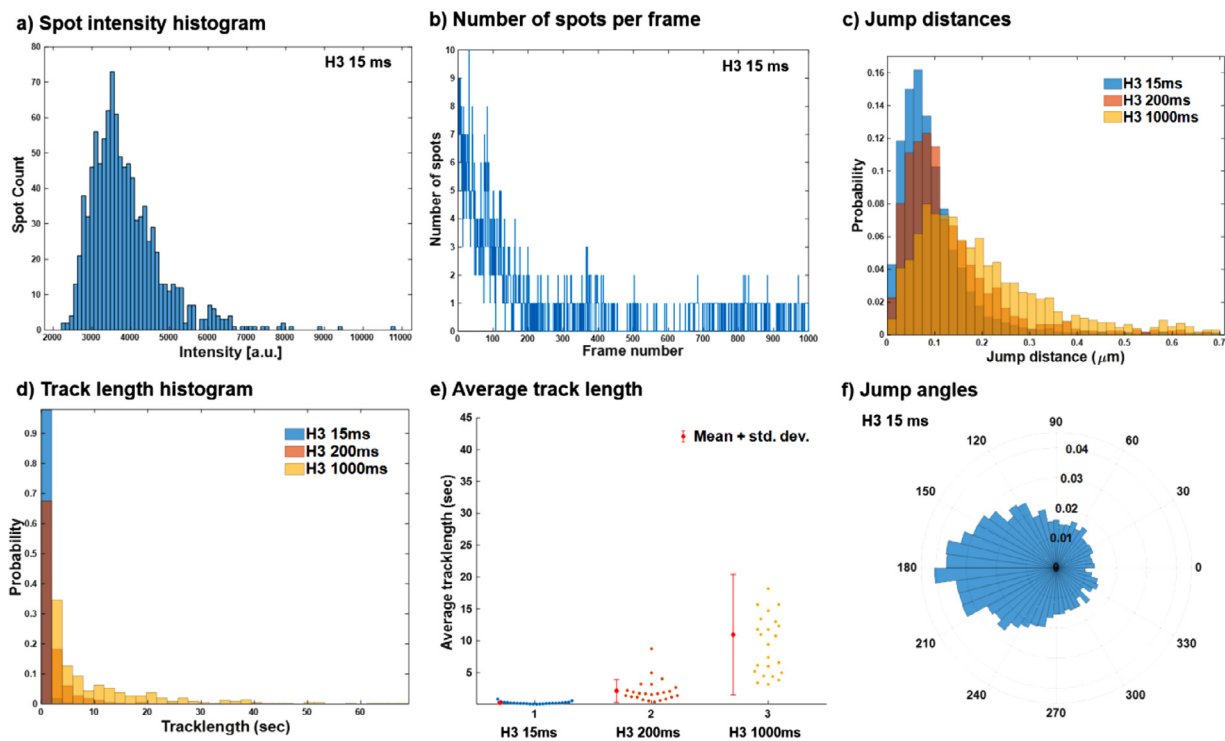 a) Spot intensity histogram
H3 15 ms
80
70
60
50
40
30
20
10
0
Spot Count
2000 3000 4000 5000 6000 7000 8000 9000 10000 11000
Intensity [a.u.]
b) Number of spots per frame
H3 15 ms
10
9
8
7
6
5
4
3
2
1
0
Number of spots
0 100 200 300 400 500 600 700 800 900 1000
Frame number
c) Jump distances
H3 15ms
H3 200ms
H3 1000ms
0.16
0.14
0.12
0.1
0.08
0.06
0.04
0.02
0
Probability
0 0.1 0.2 0.3 0.4 0.5 0.6 0.7
Jump distance (μm)
d) Track length histogram
H3 15ms
H3 200ms
H3 1000ms
0.9
0.8
0.7
0.6
0.5
0.4
0.3
0.2
0.1
0
Probability
0 10 20 30 40 50 60
Tracklength (sec)
e) Average track length
Mean + std. dev.
45
40
35
30
25
20
15
10
5
Average tracklength (sec)
1 2 3
H3 15ms H3 200ms H3 1000ms
f) Jump angles
H3 15 ms
90
120 60
0.04
150 0.03 30
0.02
0.01
180 0
210 330
240 300
270